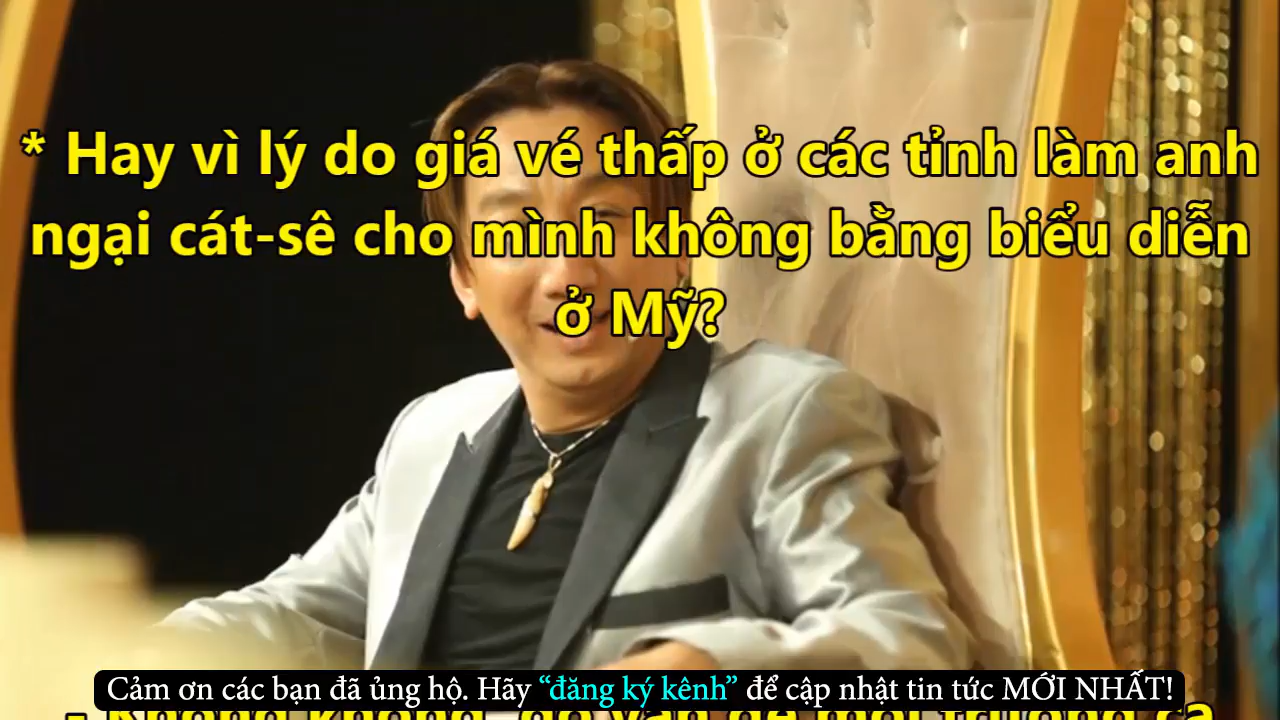 * Hay vì lý do giá vé thấp ở các tỉnh làm anh
ngại cát-sê cho mình không bằng biểu diễn
ở Mỹ?
Cảm ơn các bạn đã ủng hộ. Hãy “đăng ký kênh” để cập nhật tin tức MỚI NHẤT!